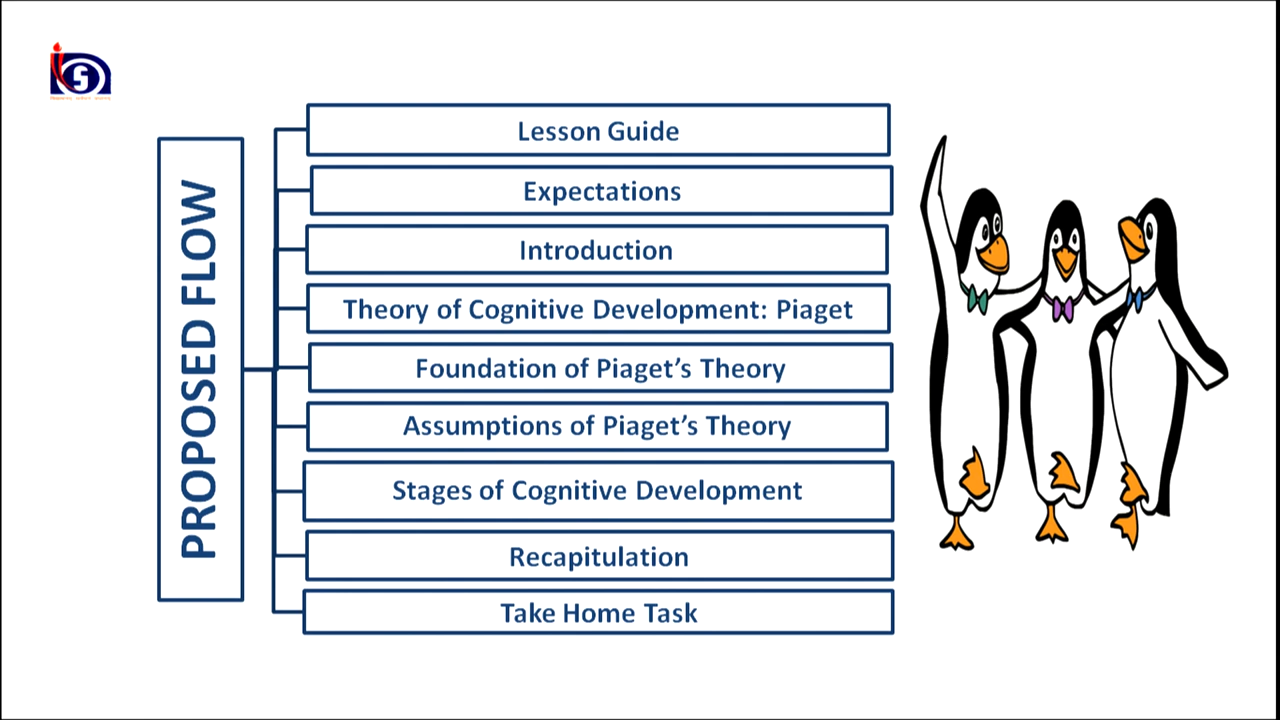 PROPOSED FLOW
Lesson Guide
Expectations
Introduction
Theory of Cognitive Development: Piaget
Foundation of Piaget’s Theory
Assumptions of Piaget’s Theory
Stages of Cognitive Development
Recapitulation
Take Home Task